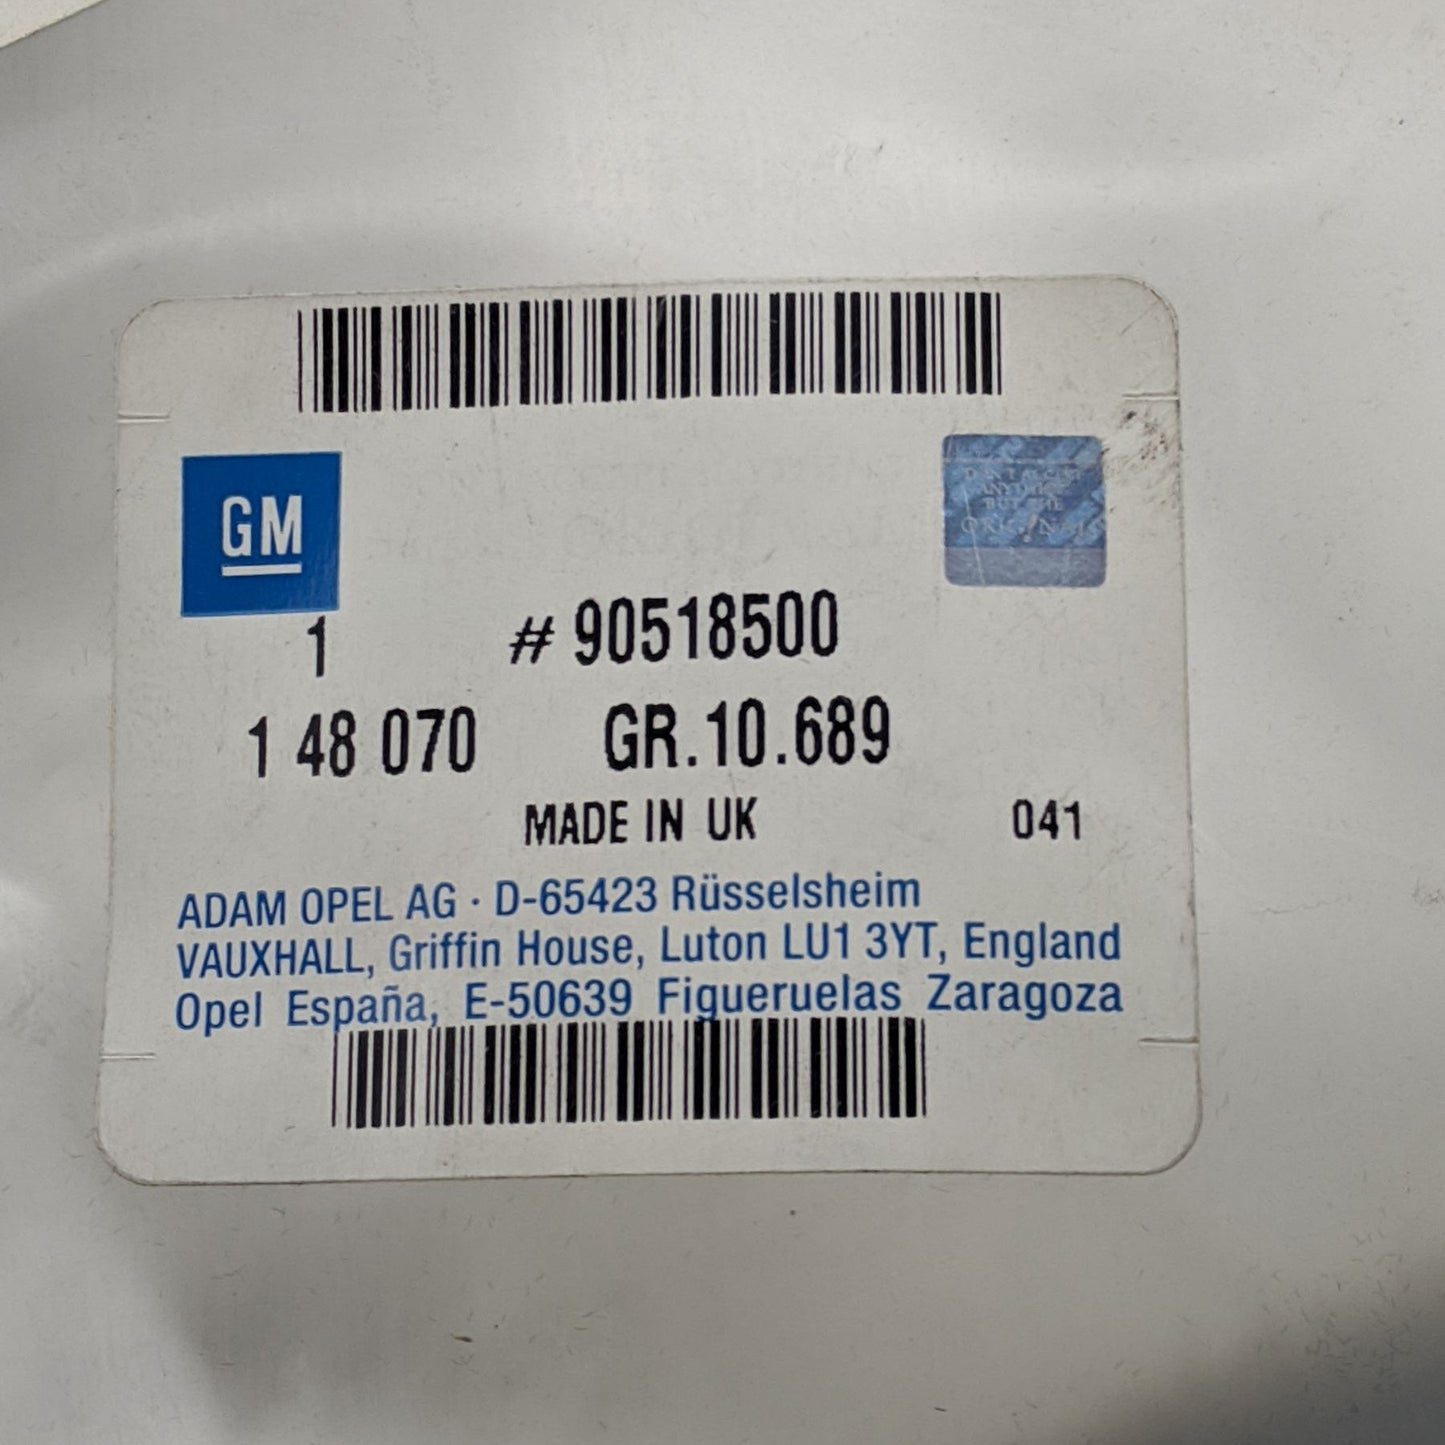 GM
1 # 90518500
1 48 070 GR.10.689
MADE IN UK 041
ADAM OPEL AG · D-65423 Rüsselsheim
VAUXHALL, Griffin House, Luton LU1 3YT, England
Opel España, E-50639 Figueruelas Zaragoza